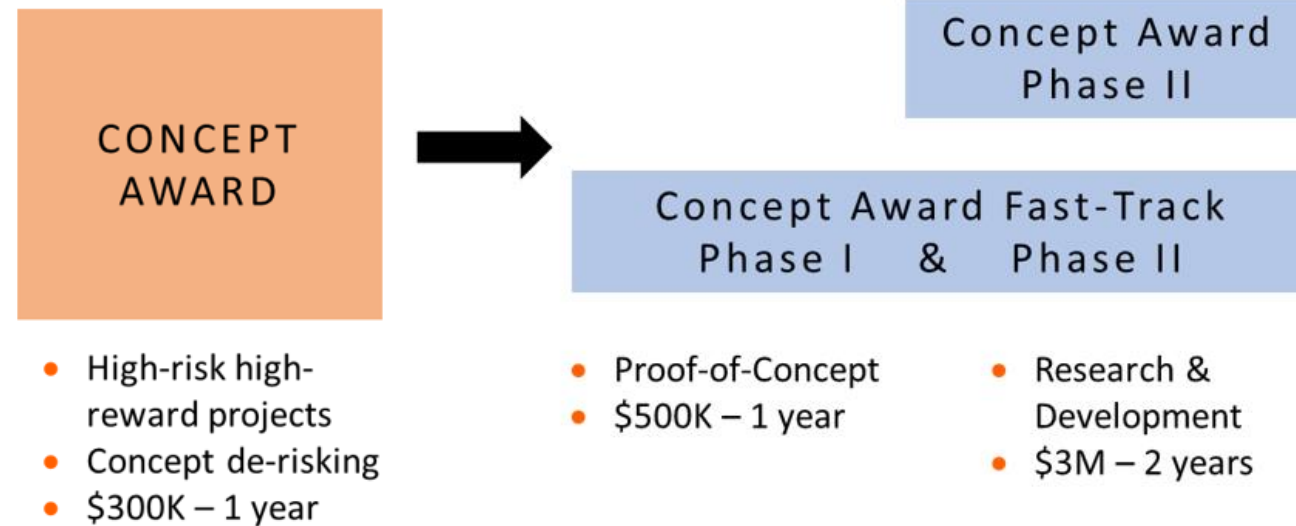 CONCEPT
AWARD
Concept Award
Phase II
Concept Award Fast-Track
Phase I & Phase II
• High-risk high-
reward projects
• Concept de-risking
• $300K – 1 year
• Proof-of-Concept
• $500K – 1 year
• Research &
Development
• $3M – 2 years